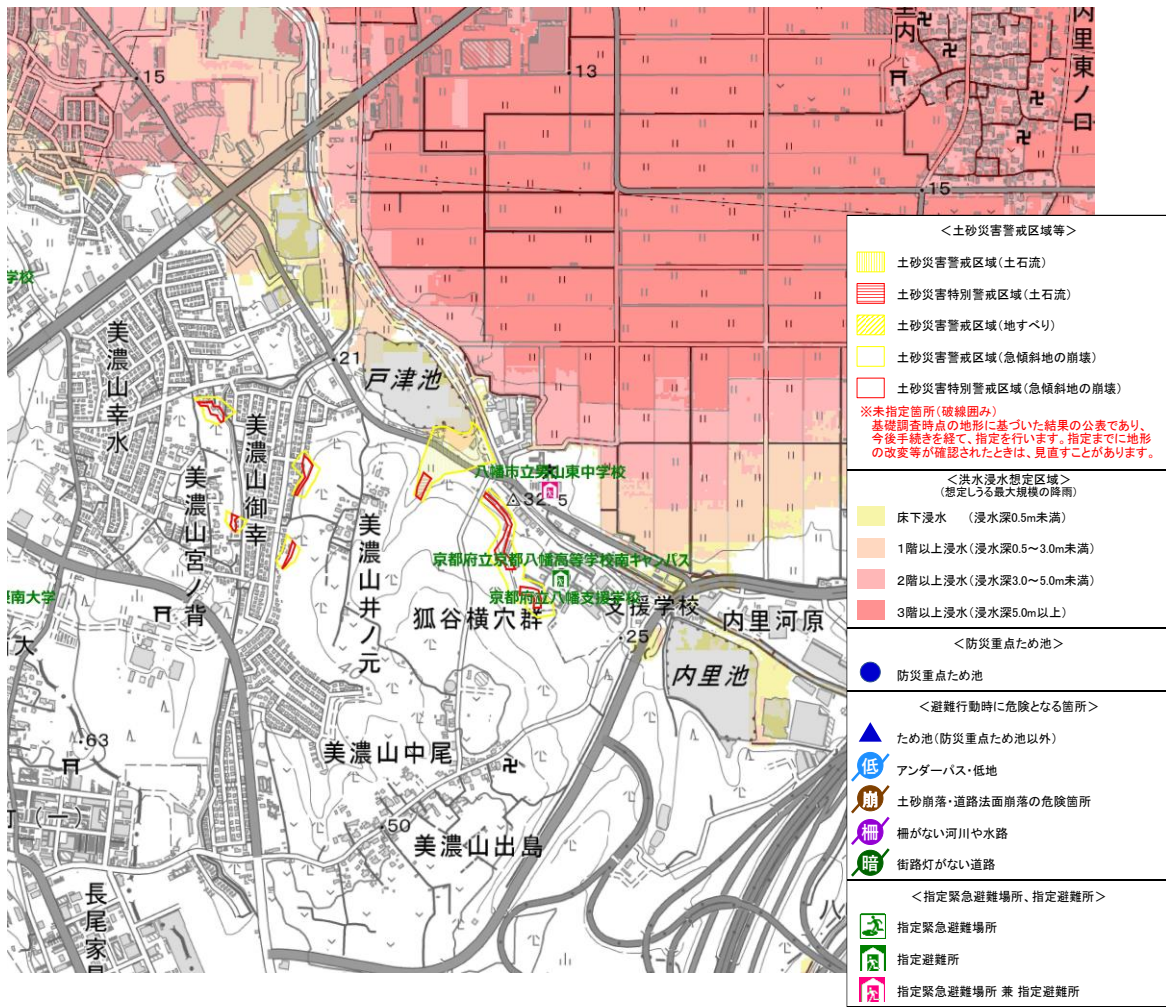 15
13
里内
内里東ノ口
15
学校
美濃山幸水
21
戸津池
美濃山御幸
美濃山宮ノ背
八幡市立男山東中学校
32.5
美濃山井ノ元
京都府立京都八幡高等学校南キャンパス
京都府立八幡支援学校
支援学校
狐谷横穴群
25
内里河原
内里池
南大学
大
63
美濃山中尾
50
美濃山出島
町(一)
長尾家具
八
<土砂災害警戒区域等>
土砂災害警戒区域(土石流)
土砂災害特別警戒区域(土石流)
土砂災害警戒区域(地すべり)
土砂災害警戒区域(急傾斜地の崩壊)
土砂災害特別警戒区域(急傾斜地の崩壊)
※未指定箇所(破線囲み)
基礎調査時点の地形に基づいた結果の公表であり、
今後手続きを経て、指定を行います。指定までに地形
の改変等が確認されたときは、見直すことがあります。
<洪水浸水想定区域>
(想定しうる最大規模の降雨)
床下浸水 (浸水深0.5m未満)
1階以上浸水(浸水深0.5~3.0m未満)
2階以上浸水(浸水深3.0~5.0m未満)
3階以上浸水(浸水深5.0m以上)
<防災重点ため池>
防災重点ため池
<避難行動時に危険となる箇所>
ため池(防災重点ため池以外)
低 アンダーパス・低地
崩 土砂崩落・道路法面崩落の危険箇所
柵 柵がない河川や水路
暗 街路灯がない道路
<指定緊急避難場所、指定避難所>
指定緊急避難場所
指定避難所
指定緊急避難場所 兼 指定避難所